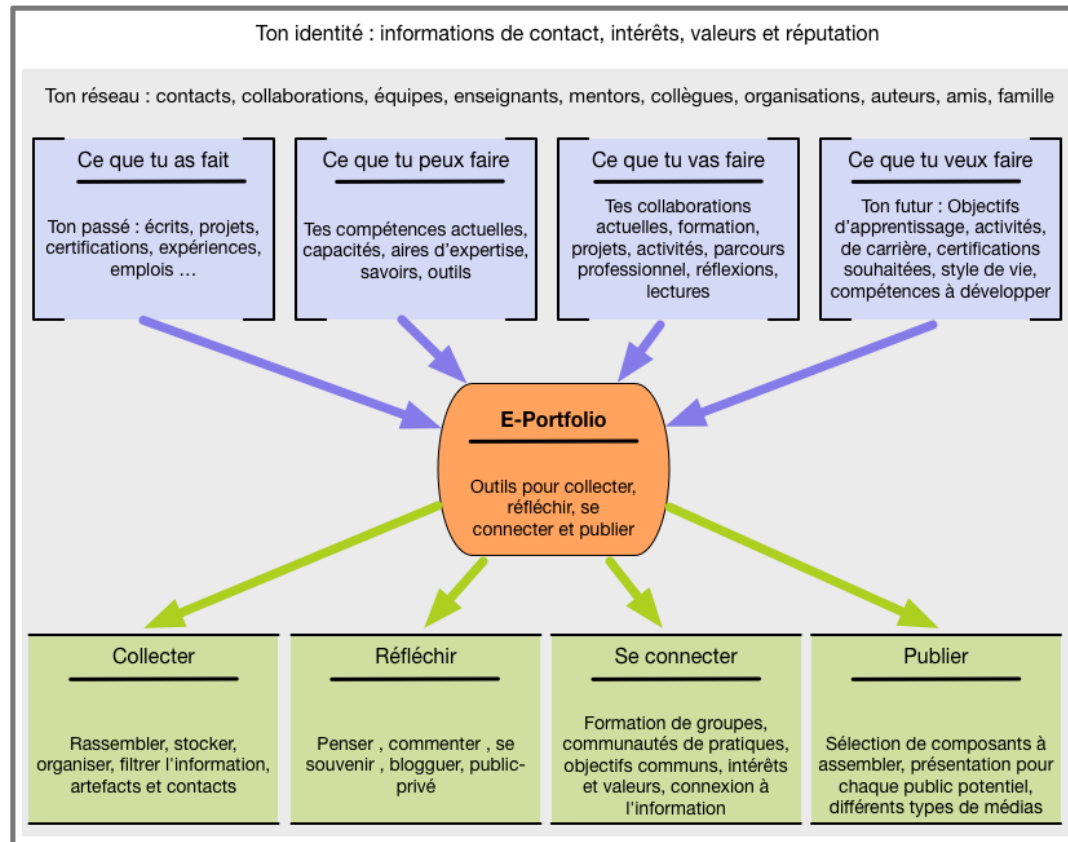 Ton identité : informations de contact, intérêts, valeurs et réputation
Ton réseau : contacts, collaborations, équipes, enseignants, mentors, collègues, organisations, auteurs, amis, famille
Ce que tu as fait
Ton passé : écrits, projets,
certifications, expériences,
emplois ...
Ce que tu peux faire
Tes compétences actuelles,
capacités, aires d'expertise,
savoirs, outils
Ce que tu vas faire
Tes collaborations
actuelles, formation,
projets, activités, parcours
professionnel, réflexions,
lectures
Ce que tu veux faire
Ton futur : Objectifs
d'apprentissage, activités,
de carrière, certifications
souhaitées, style de vie,
compétences à développer
E-Portfolio
Outils pour collecter,
réfléchir, se
connecter et publier
Collecter
Rassembler, stocker,
organiser, filtrer l'information,
artefacts et contacts
Réfléchir
Penser , commenter , se
souvenir , blogguer, public-
privé
Se connecter
Formation de groupes,
communautés de pratiques,
objectifs communs, intérêts
et valeurs, connexion à
l'information
Publier
Sélection de composants à
assembler, présentation pour
chaque public potentiel,
différents types de médias